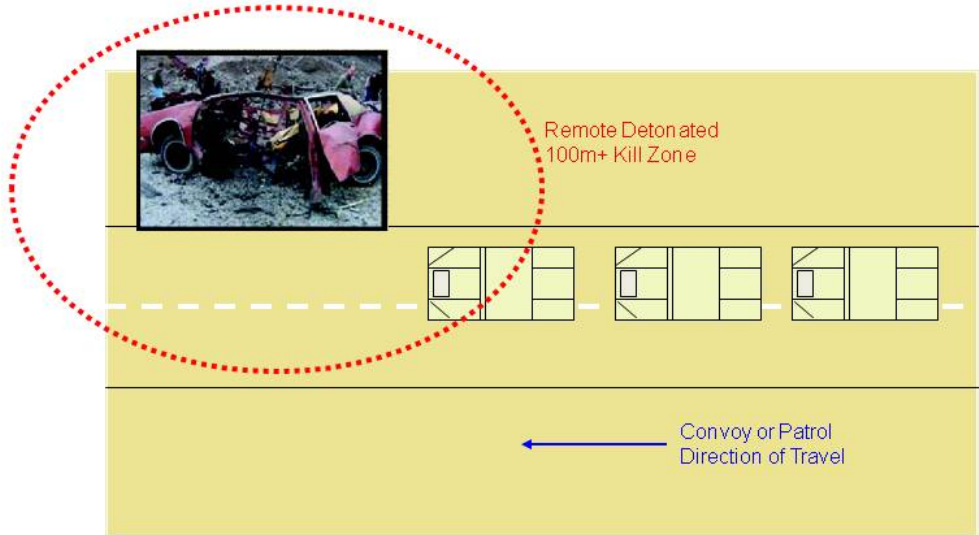 Remote Detonated
100m+ Kill Zone
Convoy or Patrol
Direction of Travel